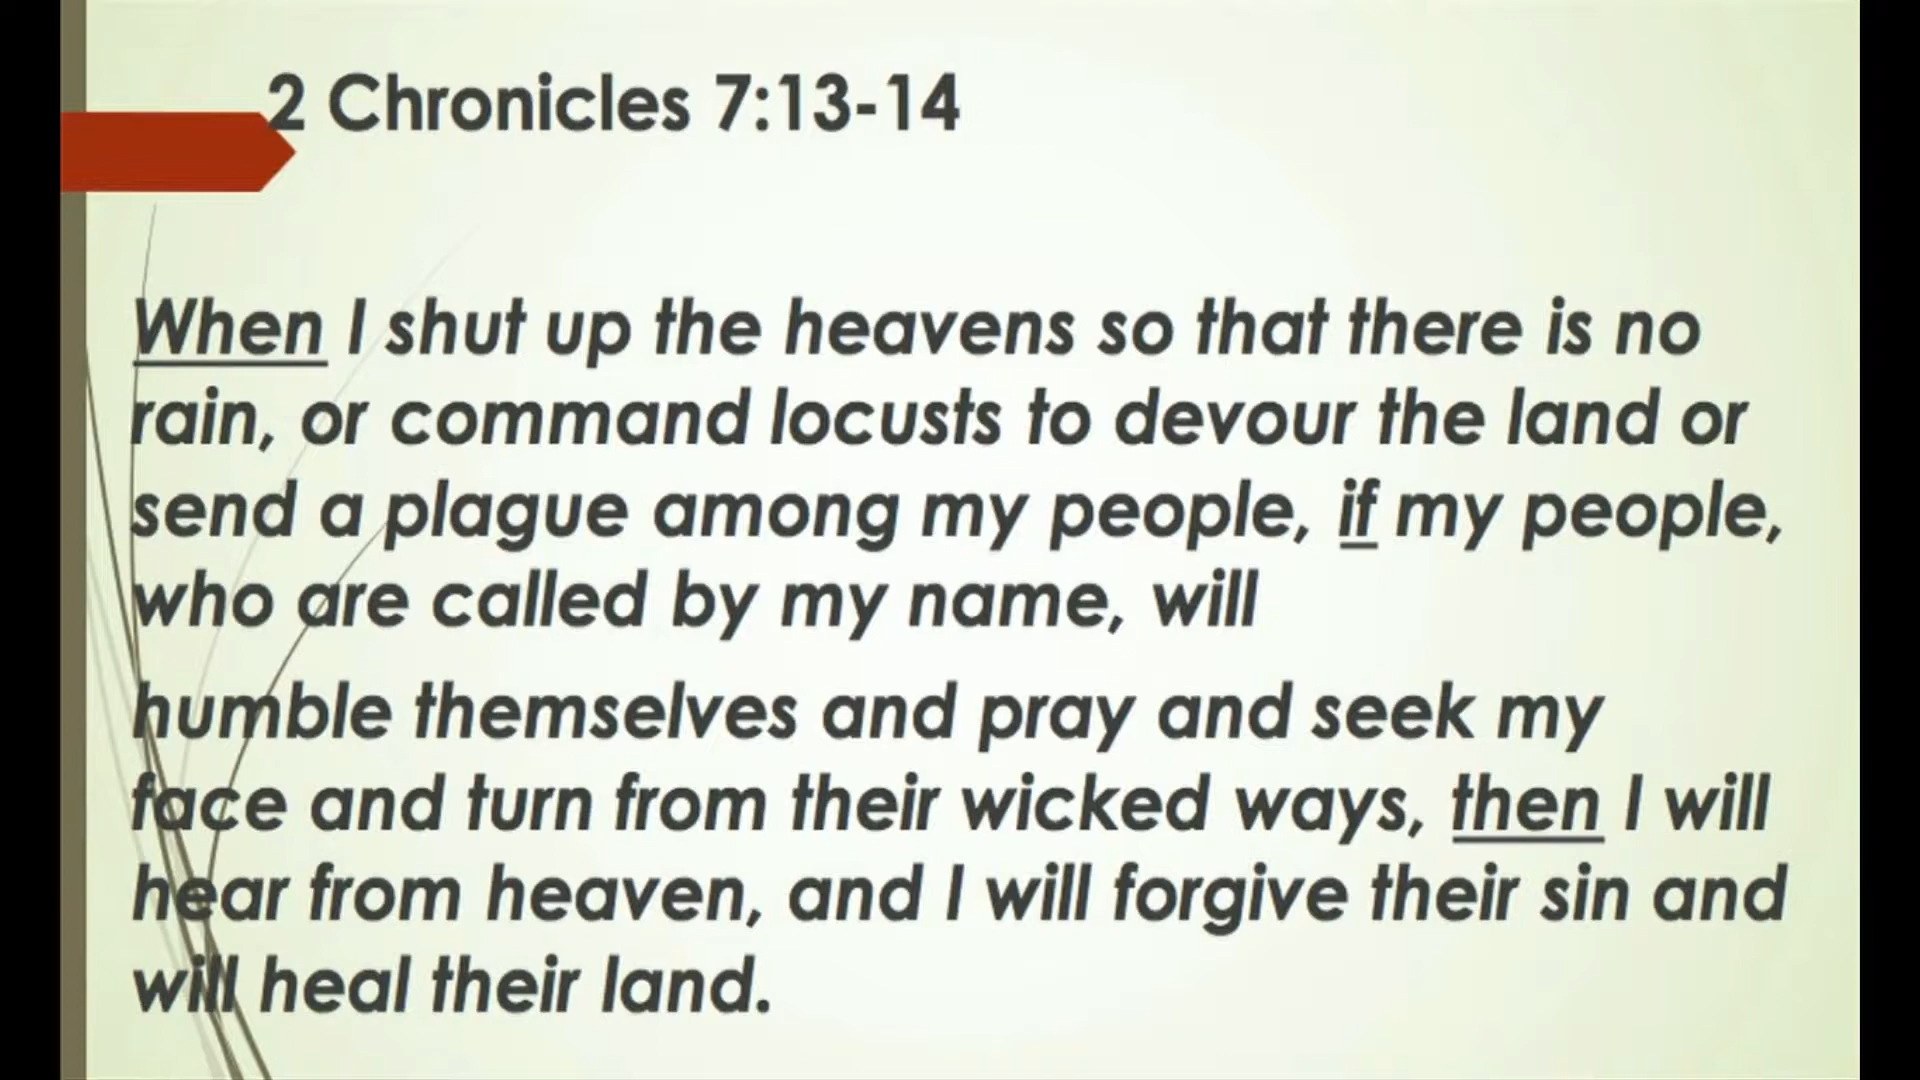 2 Chronicles 7:13-14
When I shut up the heavens so that there is no
rain, or command locusts to devour the land or
send a plague among my people, if my people,
who are called by my name, will
humble themselves and pray and seek my
face and turn from their wicked ways, then I will
hear from heaven, and I will forgive their sin and
will heal their land.